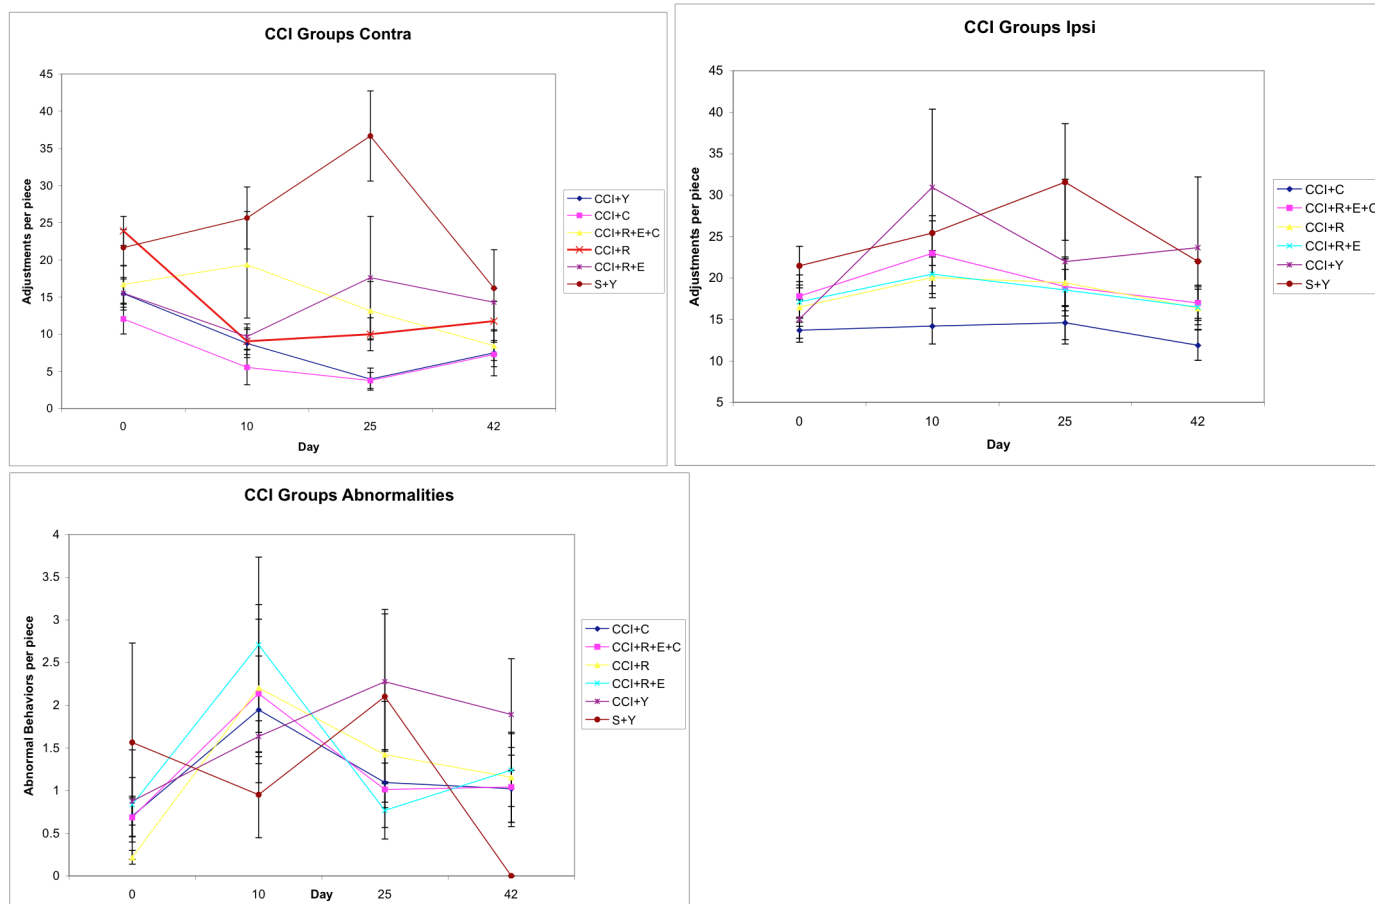 CCI Groups Contra
Adjustments per piece
45
40
35
30
25
20
15
10
5
0
0 10 25 42
Day
CCI+Y
CCI+C
CCI+R+E+C
CCI+R
CCI+R+E
S+Y
CCI Groups Ipsi
Adjustments per piece
45
40
35
30
25
20
15
10
5
0 10 25 42
Day
CCI+C
CCI+R+E+C
CCI+R
CCI+R+E
CCI+Y
S+Y
CCI Groups Abnormalities
Abnormal Behaviors per piece
4
3.5
3
2.5
2
1.5
1
0.5
0
0 10 Day 25 42
CCI+C
CCI+R+E+C
CCI+R
CCI+R+E
CCI+Y
S+Y